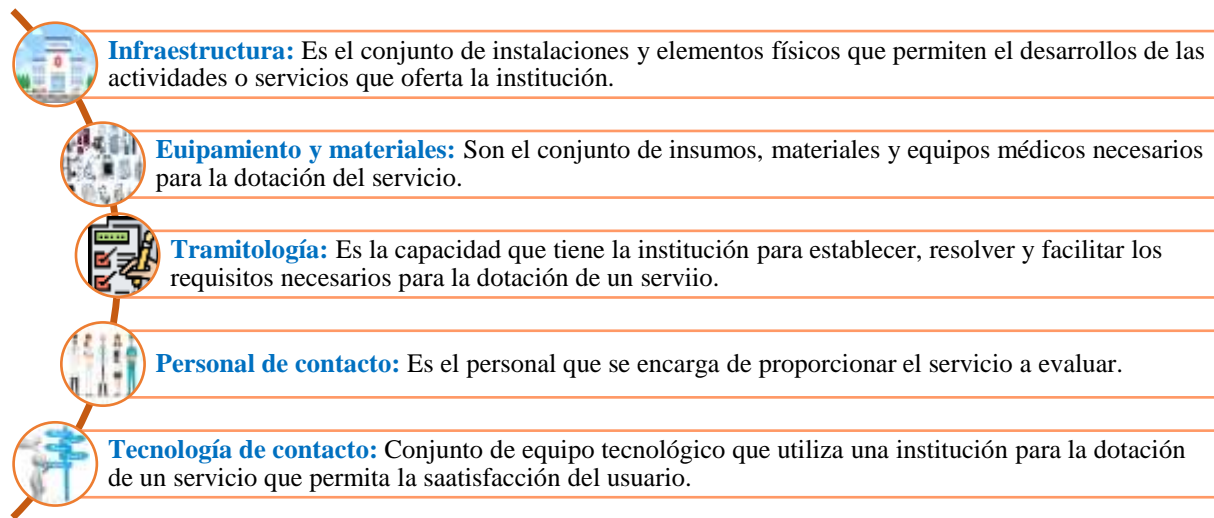 Infraestructura: Es el conjunto de instalaciones y elementos físicos que permiten el desarrollos de las
actividades o servicios que oferta la institución.
Euipamiento y materiales: Son el conjunto de insumos, materiales y equipos médicos necesarios
para la dotación del servicio.
Tramitología: Es la capacidad que tiene la institución para establecer, resolver y facilitar los
requisitos necesarios para la dotación de un serviio.
Personal de contacto: Es el personal que se encarga de proporcionar el servicio a evaluar.
Tecnología de contacto: Conjunto de equipo tecnológico que utiliza una institución para la dotación
de un servicio que permita la saatisfacción del usuario.